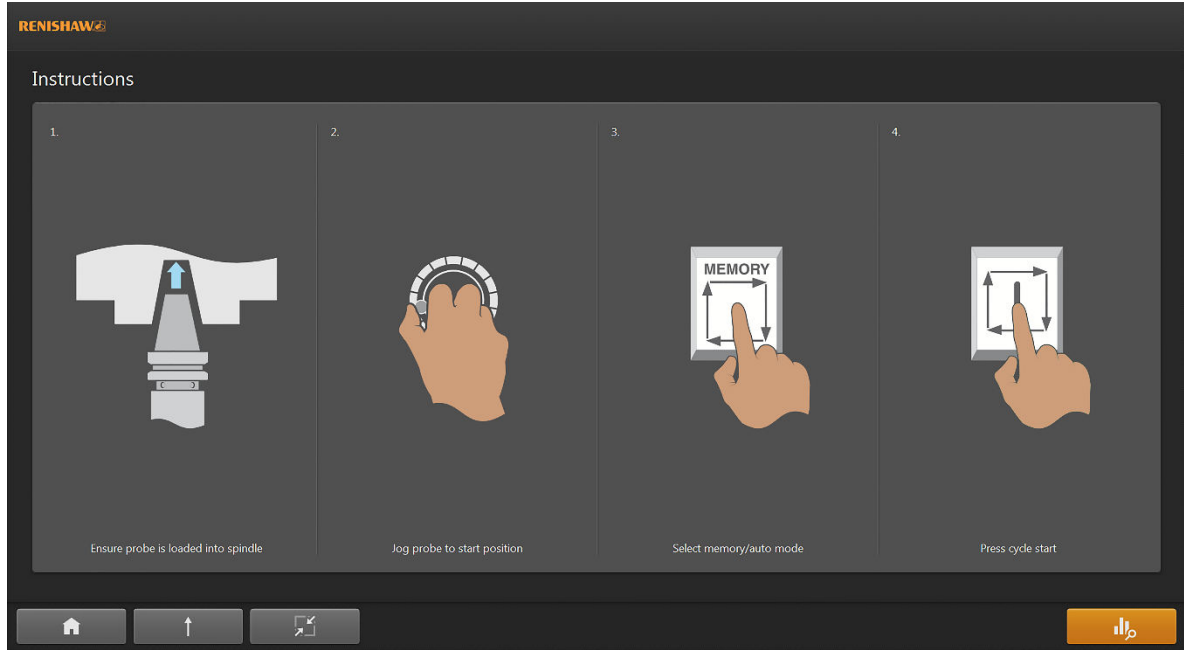 RENISHAW
Instructions
1.
Ensure probe is loaded into spindle
2.
Jog probe to start position
3.
MEMORY
Select memory/auto mode
4.
Press cycle start